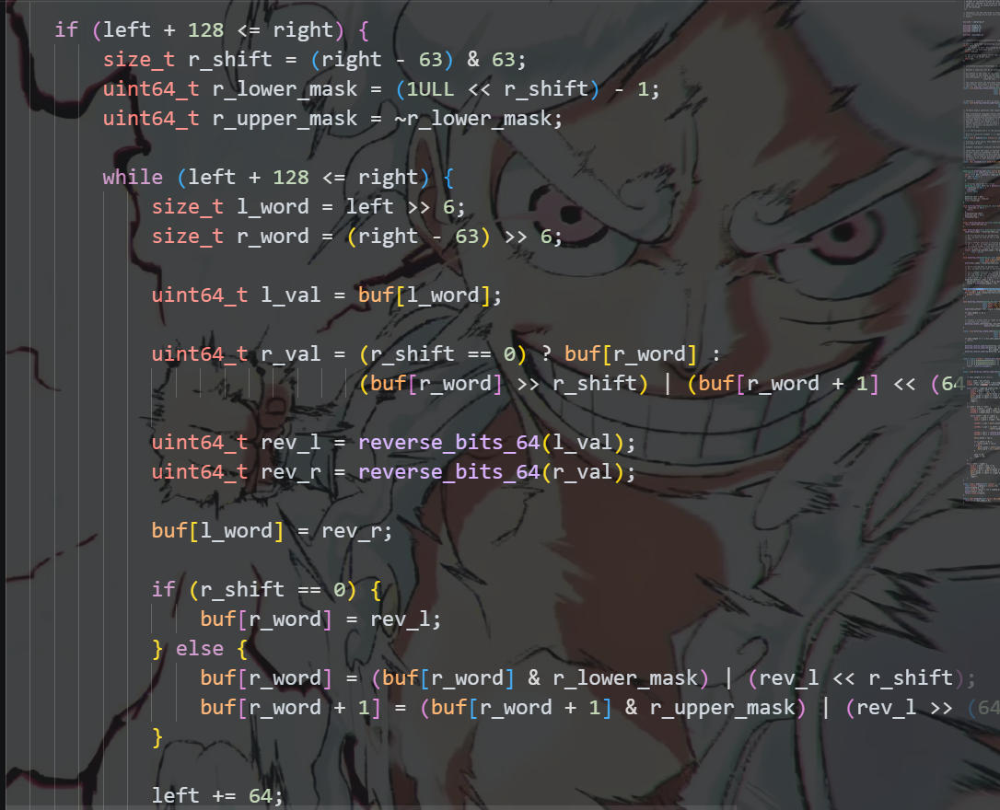 if (left + 128 <= right) {
size_t r_shift = (right - 63) & 63;
uint64_t r_lower_mask = (1ULL << r_shift) - 1;
uint64_t r_upper_mask = ~r_lower_mask;
while (left + 128 <= right) {
size_t l_word = left >> 6;
size_t r_word = (right - 63) >> 6;
uint64_t l_val = buf[l_word];
uint64_t r_val = (r_shift == 0) ? buf[r_word] :
(buf[r_word] >> r_shift) | (buf[r_word + 1] << (64
uint64_t rev_l = reverse_bits_64(l_val);
uint64_t rev_r = reverse_bits_64(r_val);
buf[l_word] = rev_r;
if (r_shift == 0) {
buf[r_word] = rev_l;
} else {
buf[r_word] = (buf[r_word] & r_lower_mask) | (rev_l << r_shift);
buf[r_word + 1] = (buf[r_word + 1] & r_upper_mask) | (rev_l >> (64
}
left += 64;